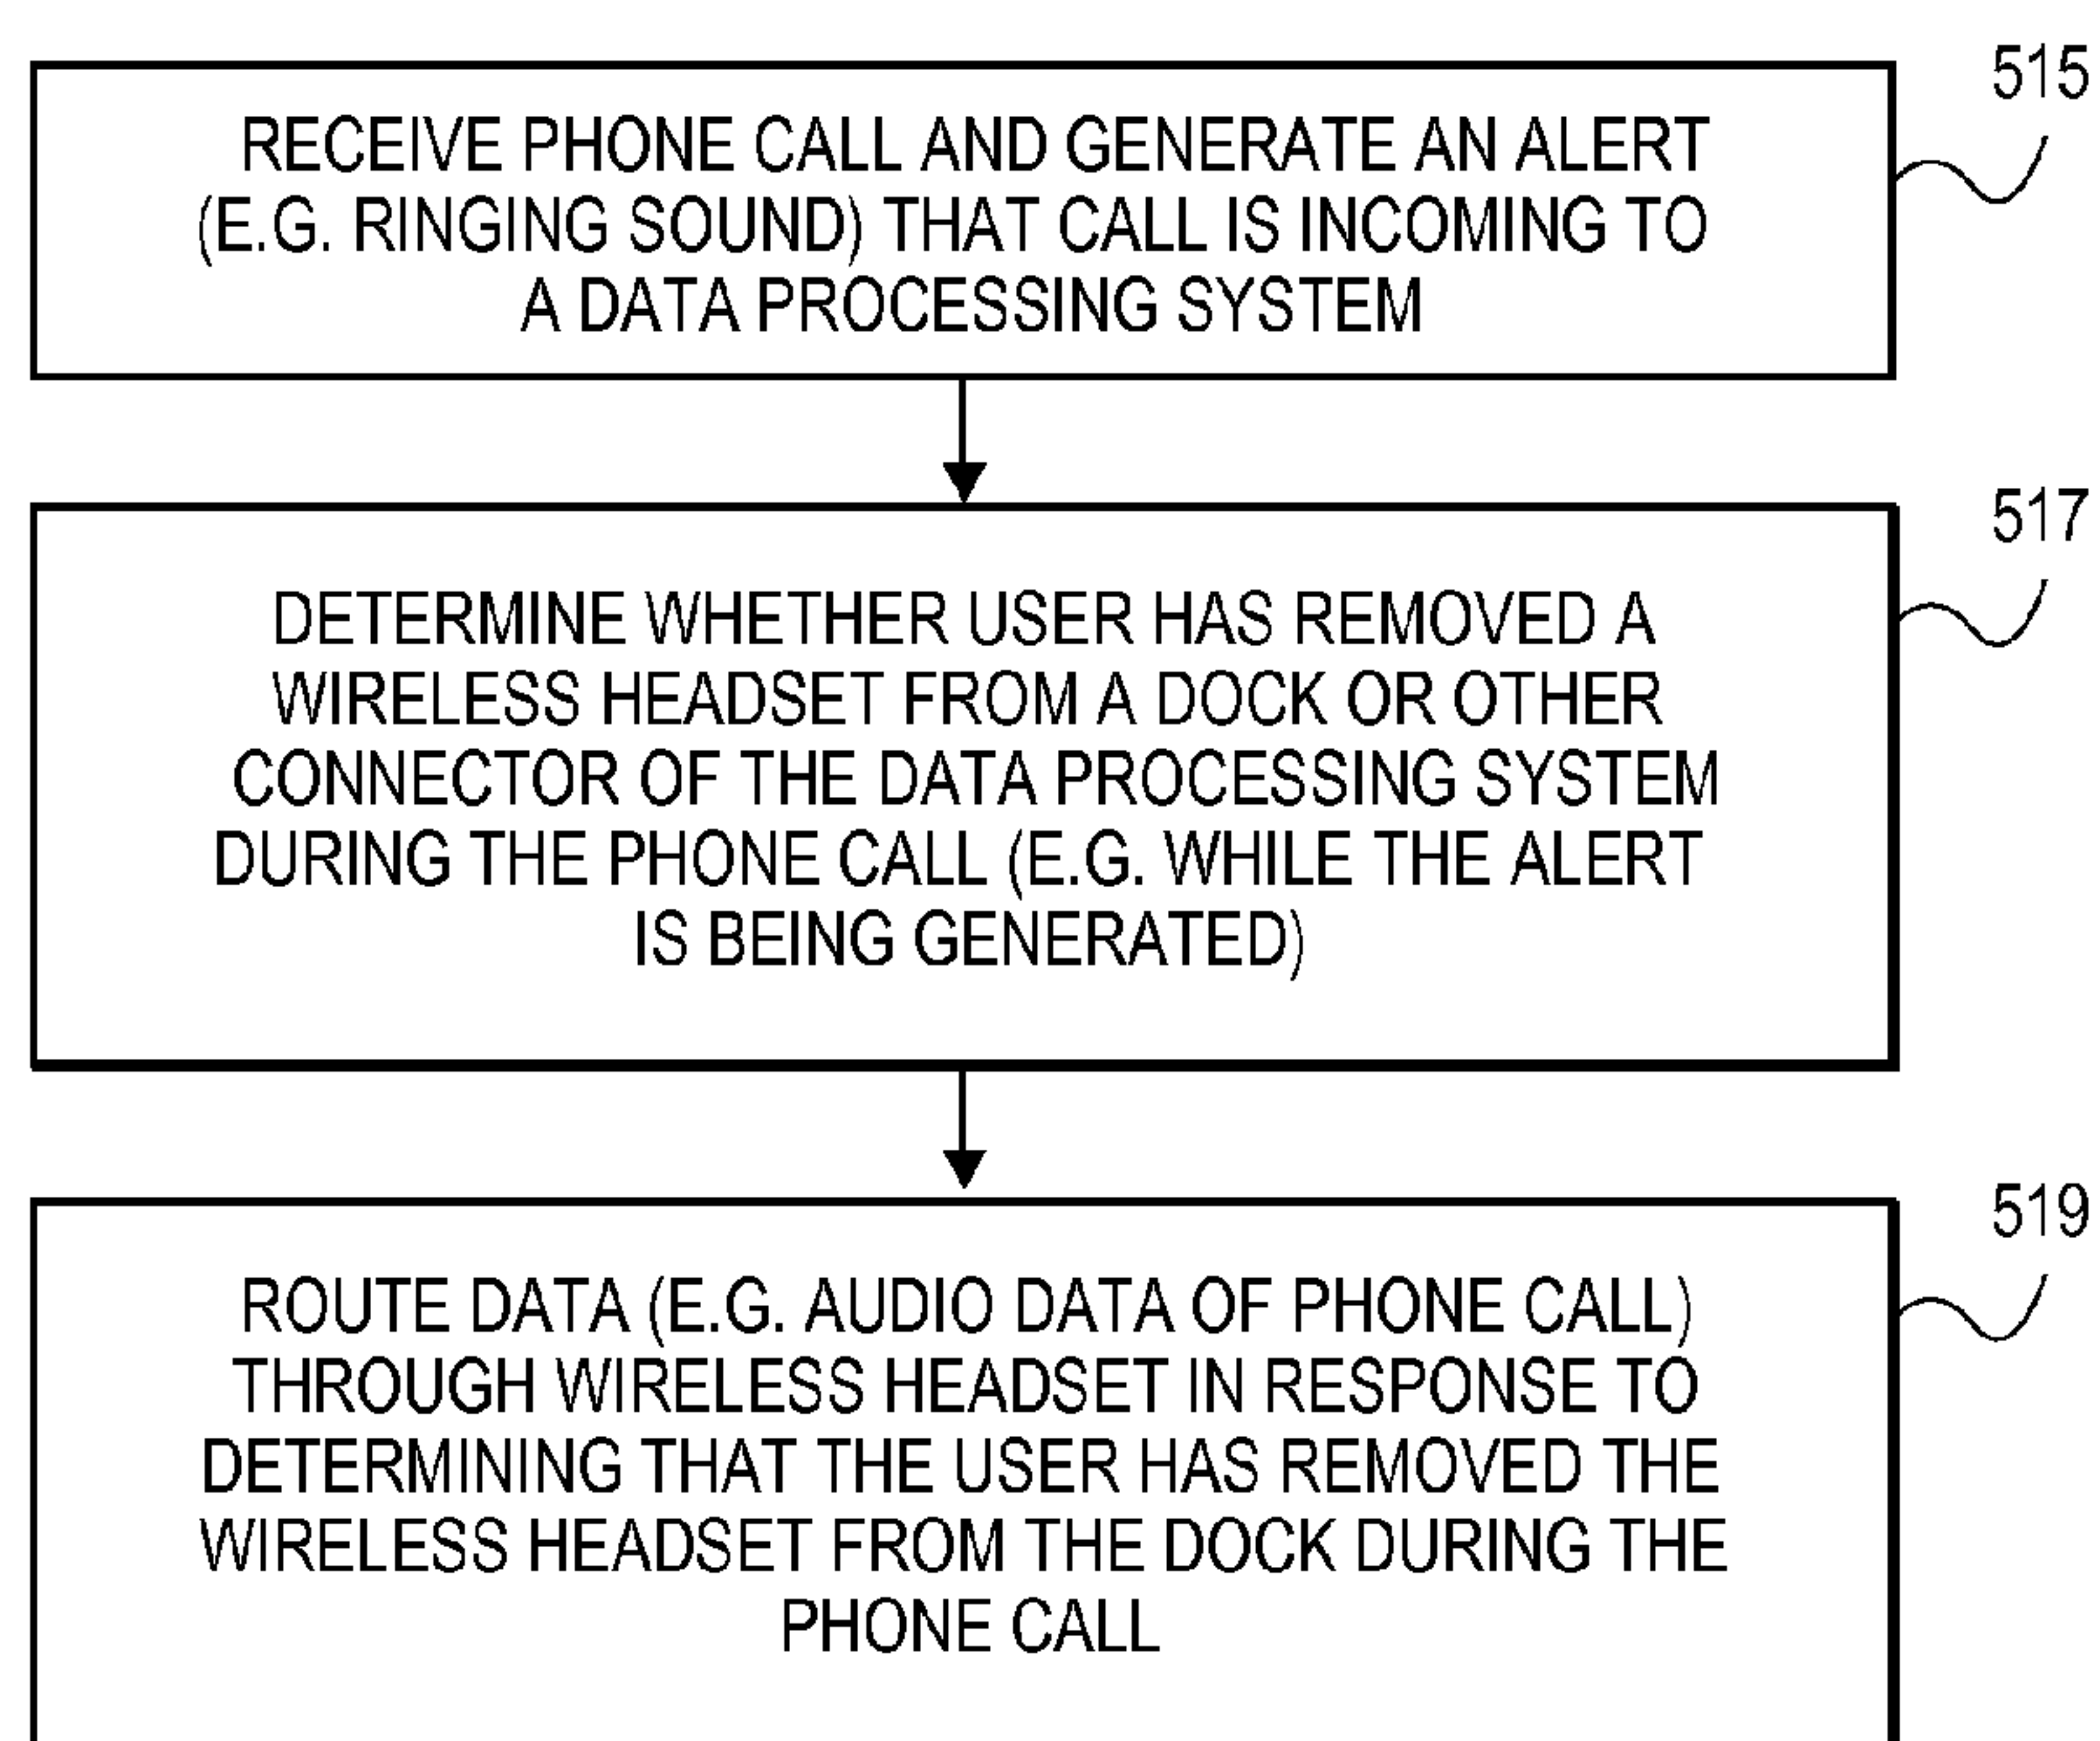 515
RECEIVE PHONE CALL AND GENERATE AN ALERT
(E.G. RINGING SOUND) THAT CALL IS INCOMING TO
A DATA PROCESSING SYSTEM
517
DETERMINE WHETHER USER HAS REMOVED A
WIRELESS HEADSET FROM A DOCK OR OTHER
CONNECTOR OF THE DATA PROCESSING SYSTEM
DURING THE PHONE CALL (E.G. WHILE THE ALERT
IS BEING GENERATED)
519
ROUTE DATA (E.G. AUDIO DATA OF PHONE CALL)
THROUGH WIRELESS HEADSET IN RESPONSE TO
DETERMINING THAT THE USER HAS REMOVED THE
WIRELESS HEADSET FROM THE DOCK DURING THE
PHONE CALL